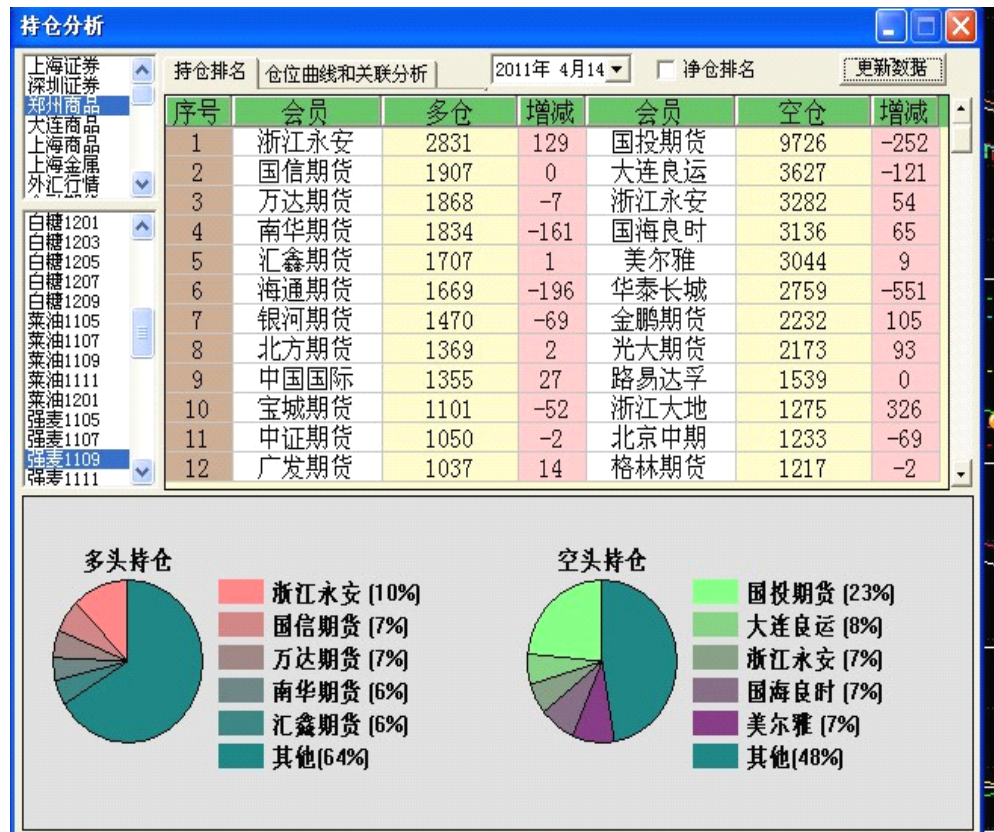 持仓分析
上海证券
深圳证券
郑州商品
大连商品
上海商品
上海金属
外汇行情
白糖1201
白糖1203
白糖1205
白糖1207
白糖1209
菜油1105
菜油1107
菜油1109
菜油1111
菜油1201
强麦1105
强麦1107
强麦1109
强麦1111
持仓排名 仓位曲线和关联分析 2011年 4月14 净仓排名 更新数据
序号 会员 多仓 增减 会员 空仓 增减
1 浙江永安 2831 129 国投期货 9726 -252
2 国信期货 1907 0 大连良运 3627 -121
3 万达期货 1868 -7 浙江永安 3282 54
4 南华期货 1834 -161 国海良时 3136 65
5 汇鑫期货 1707 1 美尔雅 3044 9
6 海通期货 1669 -196 华泰长城 2759 -551
7 银河期货 1470 -69 金鹏期货 2232 105
8 北方期货 1369 2 光大期货 2173 93
9 中国国际 1355 27 路易达孚 1539 0
10 宝城期货 1101 -52 浙江大地 1275 326
11 中证期货 1050 -2 北京中期 1233 -69
12 广发期货 1037 14 格林期货 1217 -2
多头持仓
浙江永安 (10%)
国信期货 (7%)
万达期货 (7%)
南华期货 (6%)
汇鑫期货 (6%)
其他(64%)
空头持仓
国投期货 (23%)
大连良运 (8%)
浙江永安 (7%)
国海良时 (7%)
美尔雅 (7%)
其他(48%)